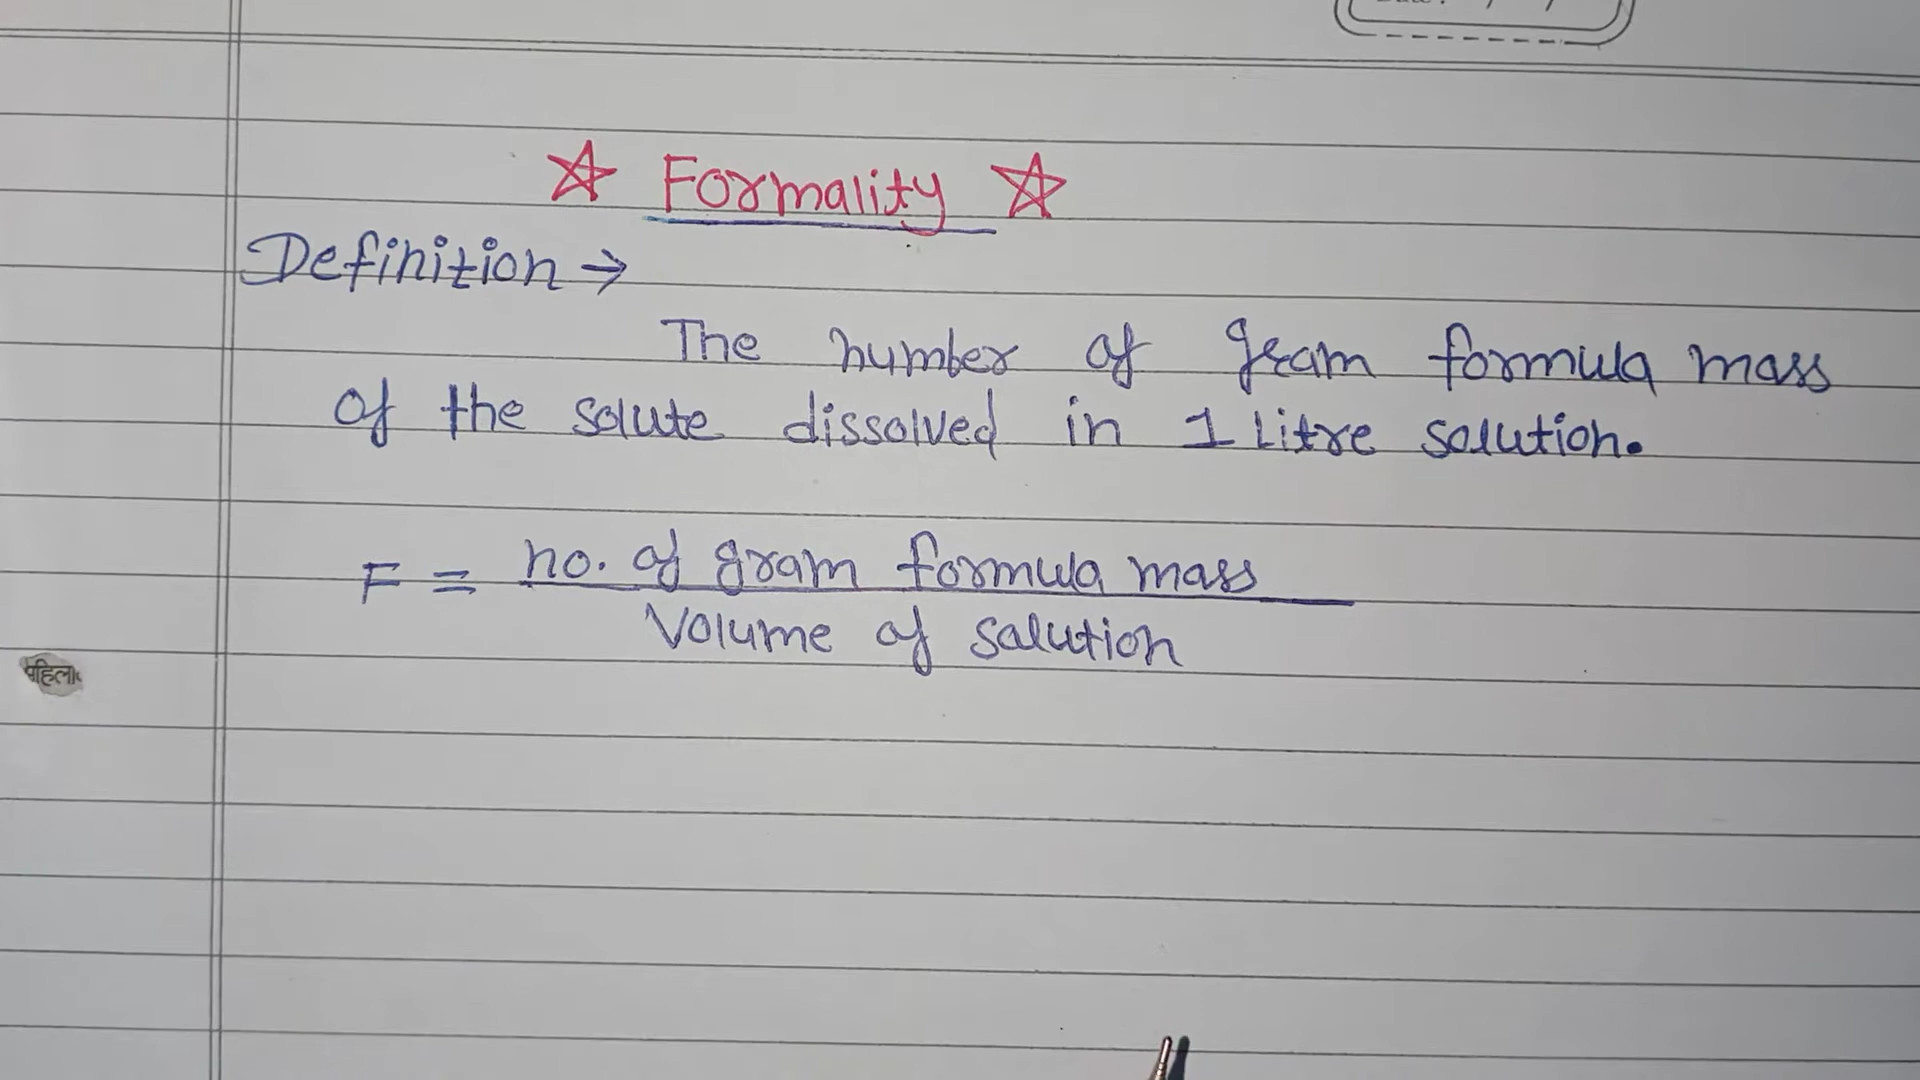 ☆ Formality ☆
Definition →
The number of gram formula mass
of the solute dissolved in 1 Litre solution.
F = no. of gram formula mass
Volume of solution